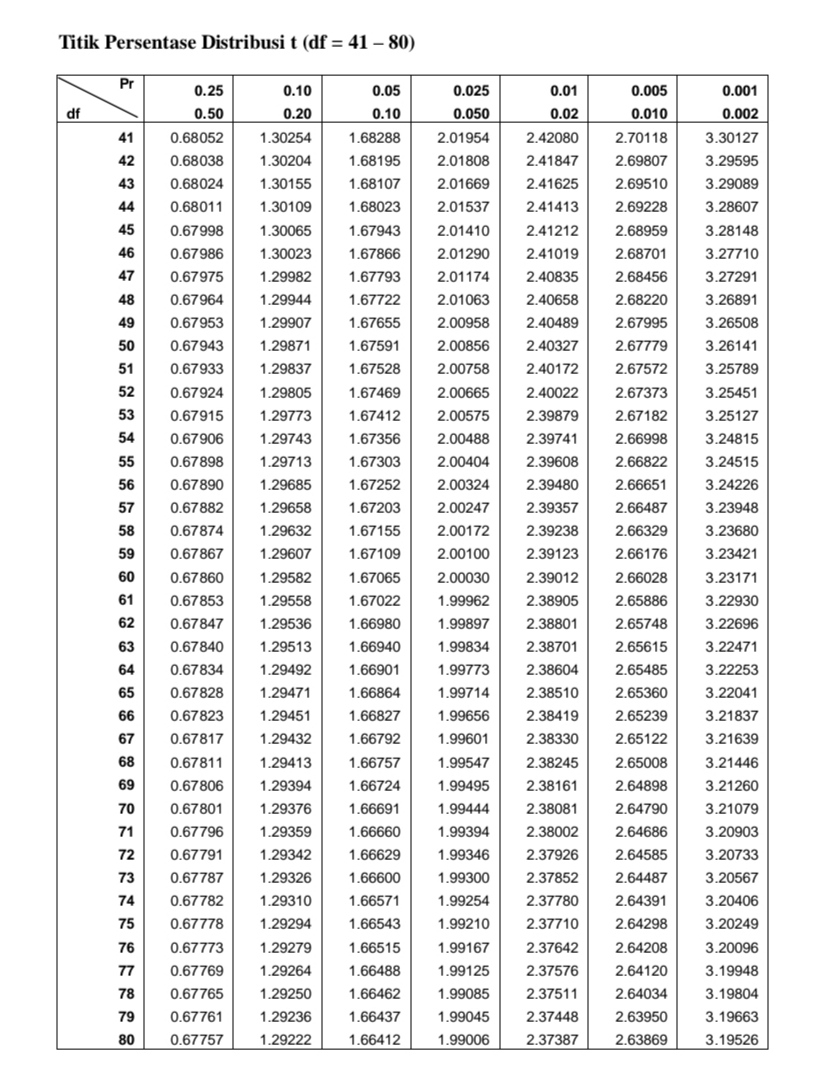 Titik Persentase Distribusi t (df = 41 – 80)
Pr 0.25 0.10 0.05 0.025 0.01 0.005 0.001
df 0.50 0.20 0.10 0.050 0.02 0.010 0.002
41 0.68052 1.30254 1.68288 2.01954 2.42080 2.70118 3.30127
42 0.68038 1.30204 1.68195 2.01808 2.41847 2.69807 3.29595
43 0.68024 1.30155 1.68107 2.01669 2.41625 2.69510 3.29089
44 0.68011 1.30109 1.68023 2.01537 2.41413 2.69228 3.28607
45 0.67998 1.30065 1.67943 2.01410 2.41212 2.68959 3.28148
46 0.67986 1.30023 1.67866 2.01290 2.41019 2.68701 3.27710
47 0.67975 1.29982 1.67793 2.01174 2.40835 2.68456 3.27291
48 0.67964 1.29944 1.67722 2.01063 2.40658 2.68220 3.26891
49 0.67953 1.29907 1.67655 2.00958 2.40489 2.67995 3.26508
50 0.67943 1.29871 1.67591 2.00856 2.40327 2.67779 3.26141
51 0.67933 1.29837 1.67528 2.00758 2.40172 2.67572 3.25789
52 0.67924 1.29805 1.67469 2.00665 2.40022 2.67373 3.25451
53 0.67915 1.29773 1.67412 2.00575 2.39879 2.67182 3.25127
54 0.67906 1.29743 1.67356 2.00488 2.39741 2.66998 3.24815
55 0.67898 1.29713 1.67303 2.00404 2.39608 2.66822 3.24515
56 0.67890 1.29685 1.67252 2.00324 2.39480 2.66651 3.24226
57 0.67882 1.29658 1.67203 2.00247 2.39357 2.66487 3.23948
58 0.67874 1.29632 1.67155 2.00172 2.39238 2.66329 3.23680
59 0.67867 1.29607 1.67109 2.00100 2.39123 2.66176 3.23421
60 0.67860 1.29582 1.67065 2.00030 2.39012 2.66028 3.23171
61 0.67853 1.29558 1.67022 1.99962 2.38905 2.65886 3.22930
62 0.67847 1.29536 1.66980 1.99897 2.38801 2.65748 3.22696
63 0.67840 1.29513 1.66940 1.99834 2.38701 2.65615 3.22471
64 0.67834 1.29492 1.66901 1.99773 2.38604 2.65485 3.22253
65 0.67828 1.29471 1.66864 1.99714 2.38510 2.65360 3.22041
66 0.67823 1.29451 1.66827 1.99656 2.38419 2.65239 3.21837
67 0.67817 1.29432 1.66792 1.99601 2.38330 2.65122 3.21639
68 0.67811 1.29413 1.66757 1.99547 2.38245 2.65008 3.21446
69 0.67806 1.29394 1.66724 1.99495 2.38161 2.64898 3.21260
70 0.67801 1.29376 1.66691 1.99444 2.38081 2.64790 3.21079
71 0.67796 1.29359 1.66660 1.99394 2.38002 2.64686 3.20903
72 0.67791 1.29342 1.66629 1.99346 2.37926 2.64585 3.20733
73 0.67787 1.29326 1.66600 1.99300 2.37852 2.64487 3.20567
74 0.67782 1.29310 1.66571 1.99254 2.37780 2.64391 3.20406
75 0.67778 1.29294 1.66543 1.99210 2.37710 2.64298 3.20249
76 0.67773 1.29279 1.66515 1.99167 2.37642 2.64208 3.20096
77 0.67769 1.29264 1.66488 1.99125 2.37576 2.64120 3.19948
78 0.67765 1.29250 1.66462 1.99085 2.37511 2.64034 3.19804
79 0.67761 1.29236 1.66437 1.99045 2.37448 2.63950 3.19663
80 0.67757 1.29222 1.66412 1.99006 2.37387 2.63869 3.19526